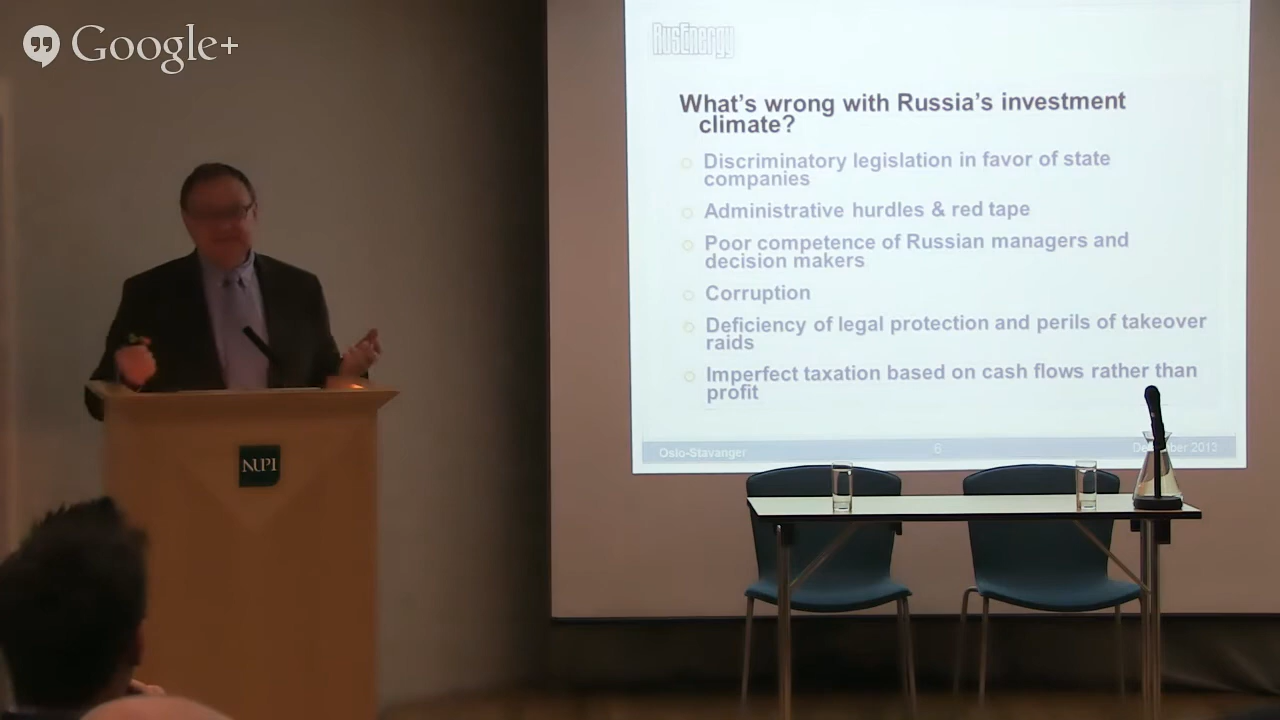 Google+
RusEnergy
What's wrong with Russia's investment
climate?
Discriminatory legislation in favor of state
companies
Administrative hurdles & red tape
Poor competence of Russian managers and
decision makers
Corruption
Deficiency of legal protection and perils of takeover
raids
Imperfect taxation based on cash flows rather than
profit
Oslo-Stavanger
6
December 2013
NUPI